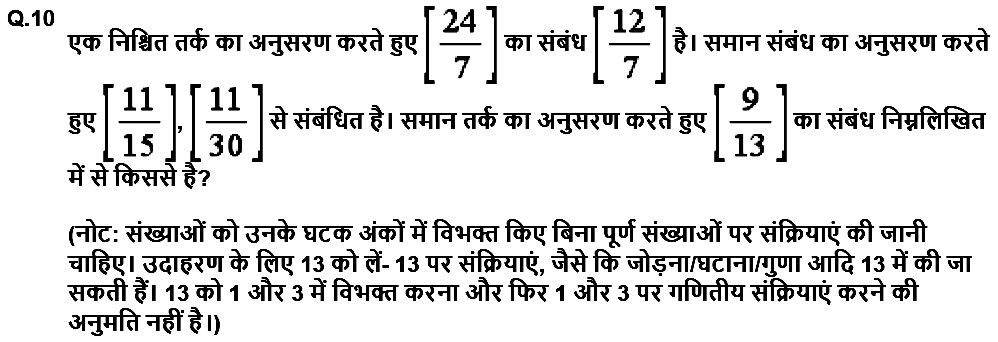 Q.10 एक निश्चित तर्क का अनुसरण करते हुए [24/7] का संबंध [12/7] है। समान संबंध का अनुसरण करते
हुए [11/15], [11/30] से संबंधित है। समान तर्क का अनुसरण करते हुए [9/13] का संबंध निम्नलिखित
में से किससे है?
(नोट: संख्याओं को उनके घटक अंकों में विभक्त किए बिना पूर्ण संख्याओं पर संक्रियाएं की जानी
चाहिए। उदाहरण के लिए 13 को लें- 13 पर संक्रियाएं, जैसे कि जोड़ना/घटाना/गुणा आदि 13 में की जा
सकती हैं। 13 को 1 और 3 में विभक्त करना और फिर 1 और 3 पर गणितीय संक्रियाएं करने की
अनुमति नहीं है।)